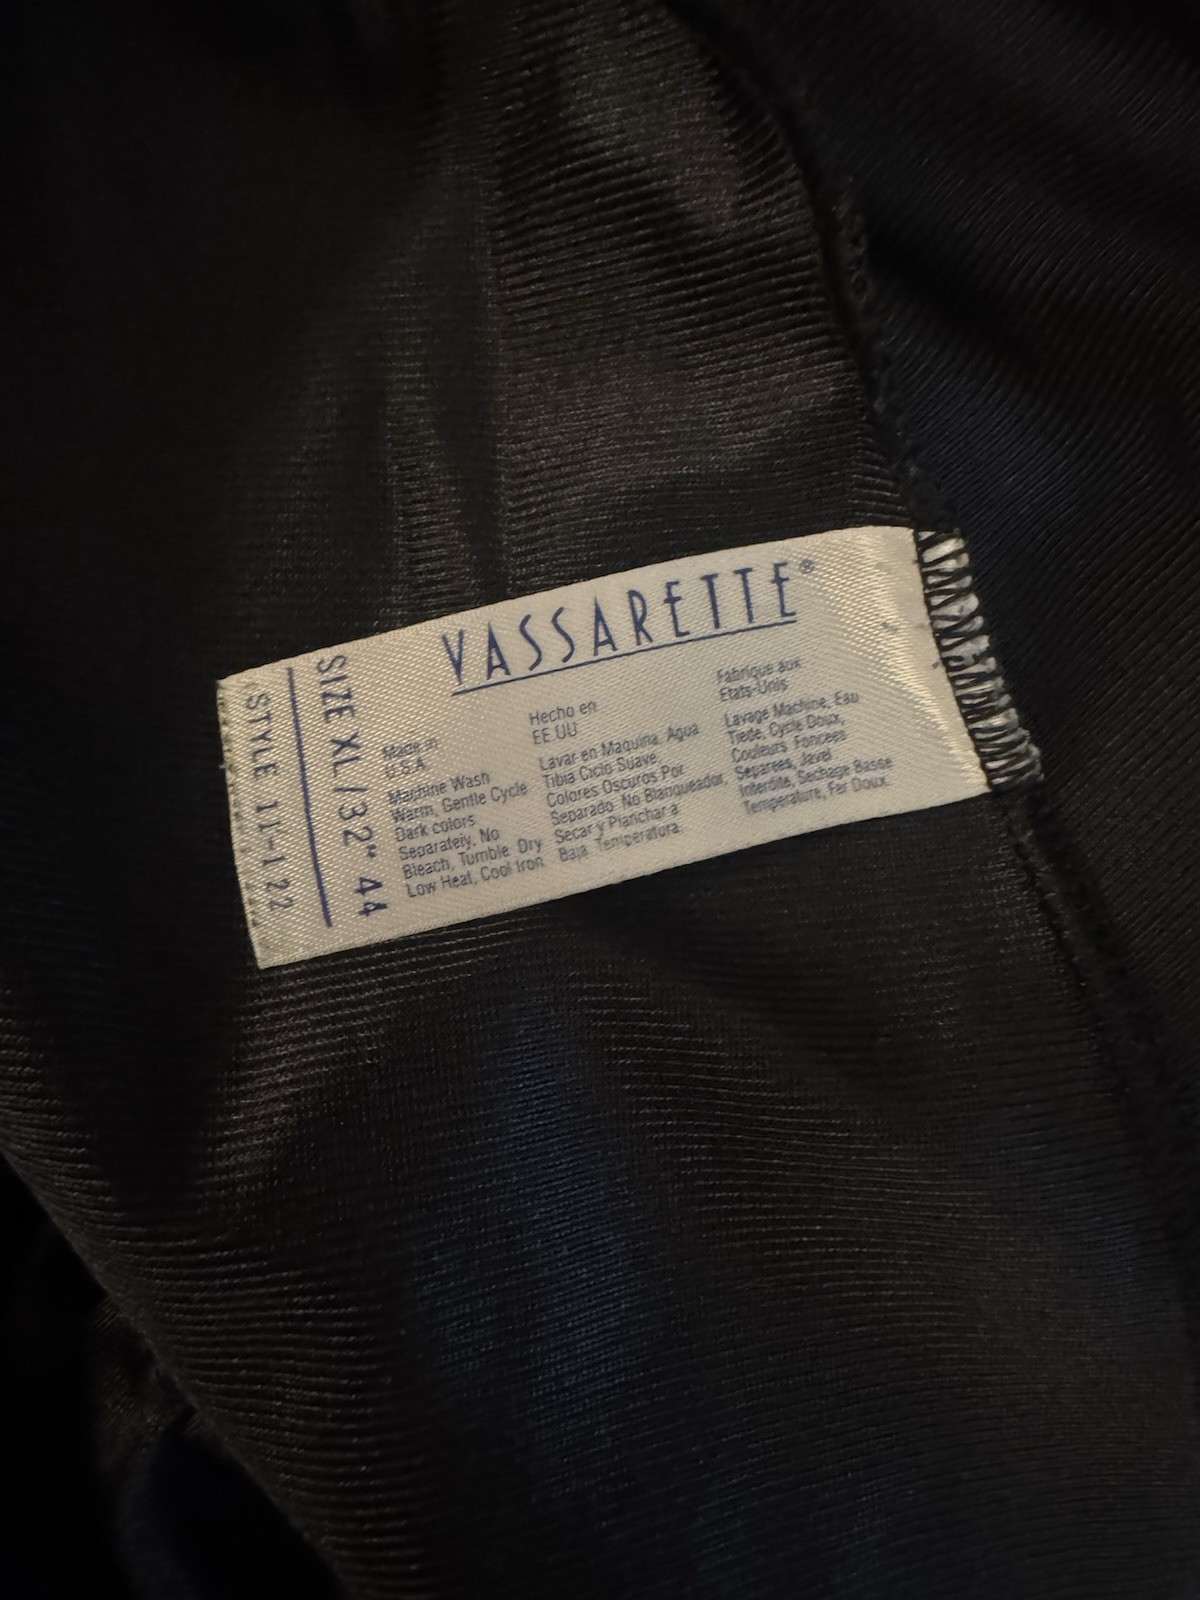 VASSARETTE®
Made in
U.S.A.
Machine Wash
Warm, Gentle Cycle
Dark colors
Separately, No
Bleach, Tumble Dry
Low Heat, Cool Iron
Hecho en
EE UU
Lavar en Maquina, Agua
Tibia Ciclo Suave,
Colores Oscuros Por
Separado No Blanqueador,
Secar y Planchar a
Baja Temperatura.
Fabrique aux
Etats-Unis
Lavage Machine, Eau
Tiede, Cycle Doux,
Couleurs Foncees
Separees, Javel
Interdite, Sechage Basse
Temperature, Fer Doux.
SIZE XL/32" 44
STYLE 11-122